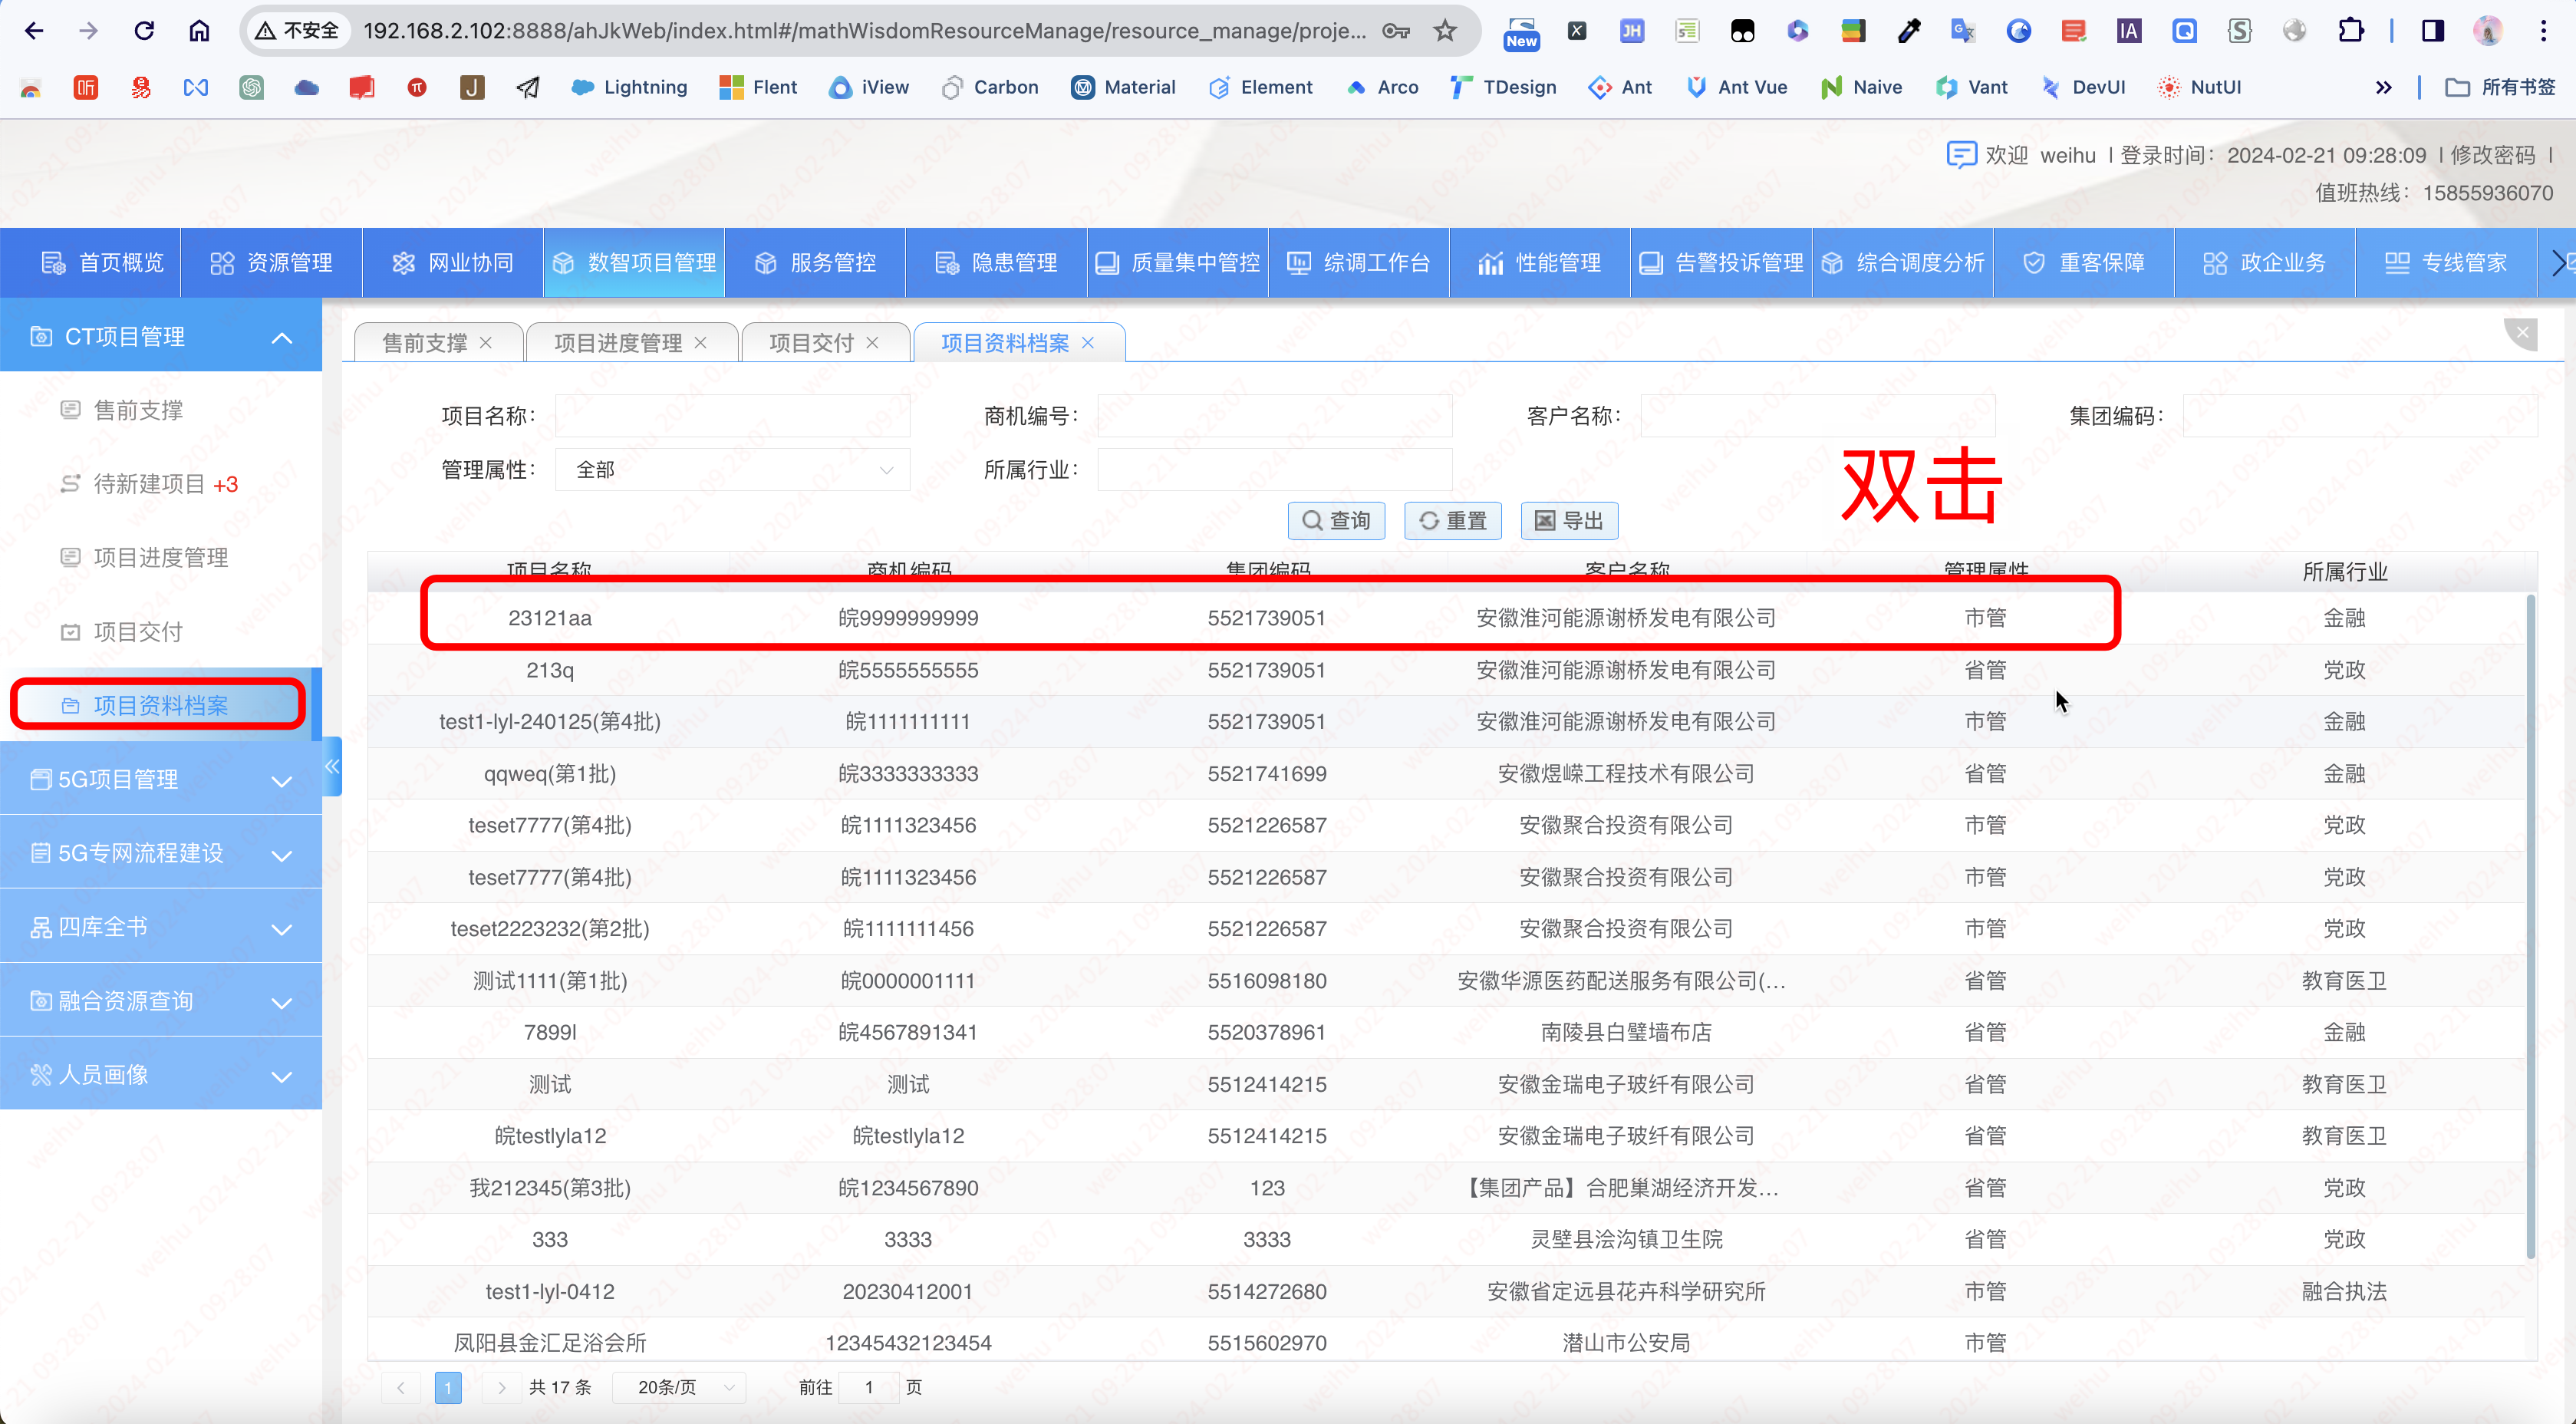 不安全 192.168.2.102:8888/ahJkWeb/index.html#/mathWisdomResourceManage/resource_manage/proje...
New
Lightning Flent iView Carbon Material Element Arco TDesign Ant Ant Vue Naive Vant DevUI NutUI 所有书签
欢迎 weihu | 登录时间：2024-02-21 09:28:09 | 修改密码 |
值班热线：15855936070
首页概览 资源管理 网业协同 数智项目管理 服务管控 隐患管理 质量集中管控 综调工作台 性能管理 告警投诉管理 综合调度分析 重客保障 政企业务 专线管家
CT项目管理
售前支撑
待新建项目 +3
项目进度管理
项目交付
项目资料档案
5G项目管理
5G专网流程建设
四库全书
融合资源查询
人员画像
售前支撑 项目进度管理 项目交付 项目资料档案
项目名称： 商机编号： 客户名称： 集团编码：
管理属性： 全部 所属行业：
双击
查询 重置 导出
项目名称 商机编码 集团编码 客户名称 管理属性 所属行业
23121aa 皖9999999999 5521739051 安徽淮河能源谢桥发电有限公司 市管 金融
213q 皖5555555555 5521739051 安徽淮河能源谢桥发电有限公司 省管 党政
test1-lyl-240125(第4批) 皖1111111111 5521739051 安徽淮河能源谢桥发电有限公司 市管 金融
qqweq(第1批) 皖3333333333 5521741699 安徽煜嵘工程技术有限公司 省管 金融
teset7777(第4批) 皖1111323456 5521226587 安徽聚合投资有限公司 市管 党政
teset7777(第4批) 皖1111323456 5521226587 安徽聚合投资有限公司 市管 党政
teset2223232(第2批) 皖1111111456 5521226587 安徽聚合投资有限公司 市管 党政
测试1111(第1批) 皖0000001111 5516098180 安徽华源医药配送服务有限公司(... 省管 教育医卫
7899l 皖4567891341 5520378961 南陵县白璧墙布店 省管 金融
测试 测试 5512414215 安徽金瑞电子玻纤有限公司 省管 教育医卫
皖testlyla12 皖testlyla12 5512414215 安徽金瑞电子玻纤有限公司 省管 教育医卫
我212345(第3批) 皖1234567890 123 【集团产品】合肥巢湖经济开发... 省管 党政
333 3333 3333 灵璧县浍沟镇卫生院 省管 党政
test1-lyl-0412 20230412001 5514272680 安徽省定远县花卉科学研究所 市管 融合执法
凤阳县金汇足浴会所 12345432123454 5515602970 潜山市公安局 市管
1 共 17 条 20条/页 前往 1 页